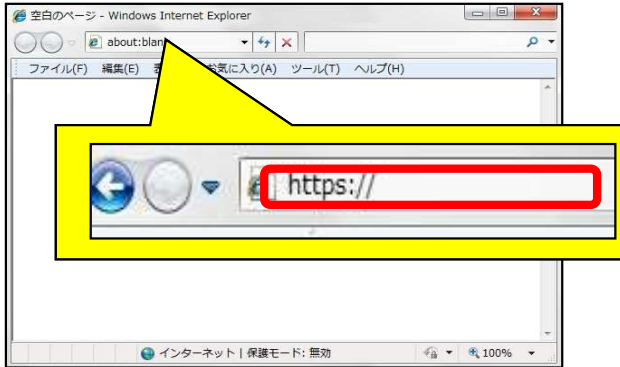 空白のページ - Windows Internet Explorer
about:blan
ファイル(F) 編集(E) お気に入り(A) ツール(T) ヘルプ(H)
https://
インターネット | 保護モード: 無効
100%